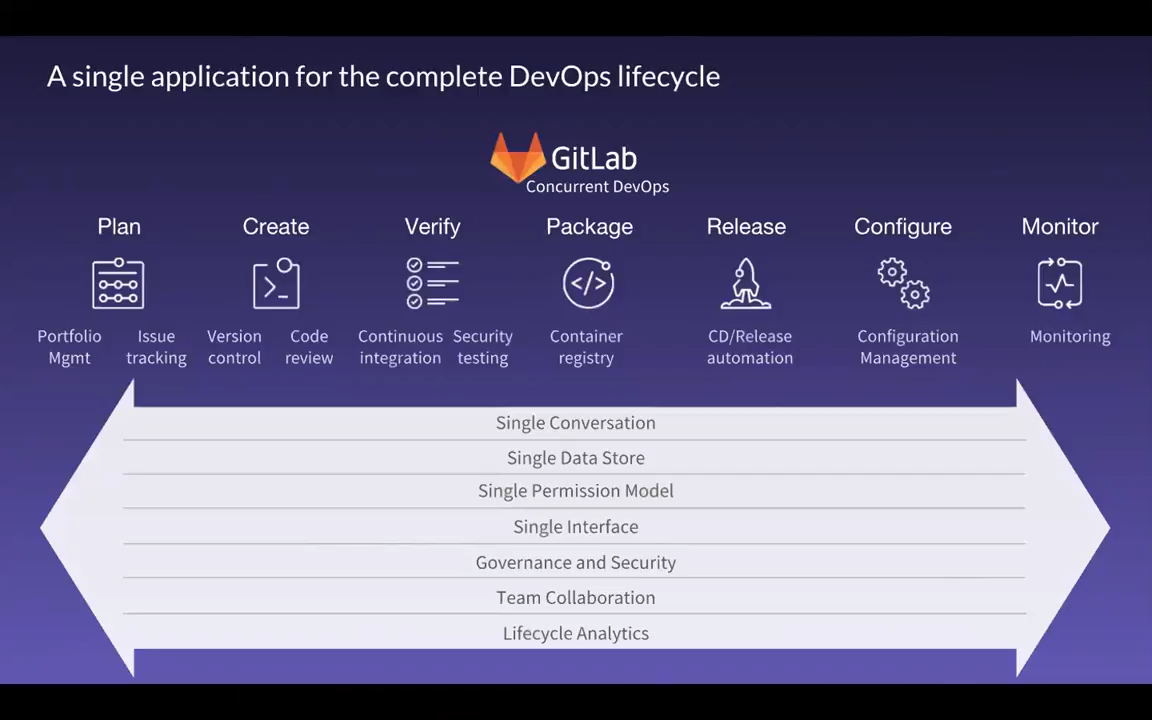 A single application for the complete DevOps lifecycle
GitLab
Concurrent DevOps
Plan
Create
Verify
Package
Release
Configure
Monitor
Portfolio Mgmt
Issue tracking
Version control
Code review
Continuous integration
Security testing
Container registry
CD/Release automation
Configuration Management
Monitoring
Single Conversation
Single Data Store
Single Permission Model
Single Interface
Governance and Security
Team Collaboration
Lifecycle Analytics